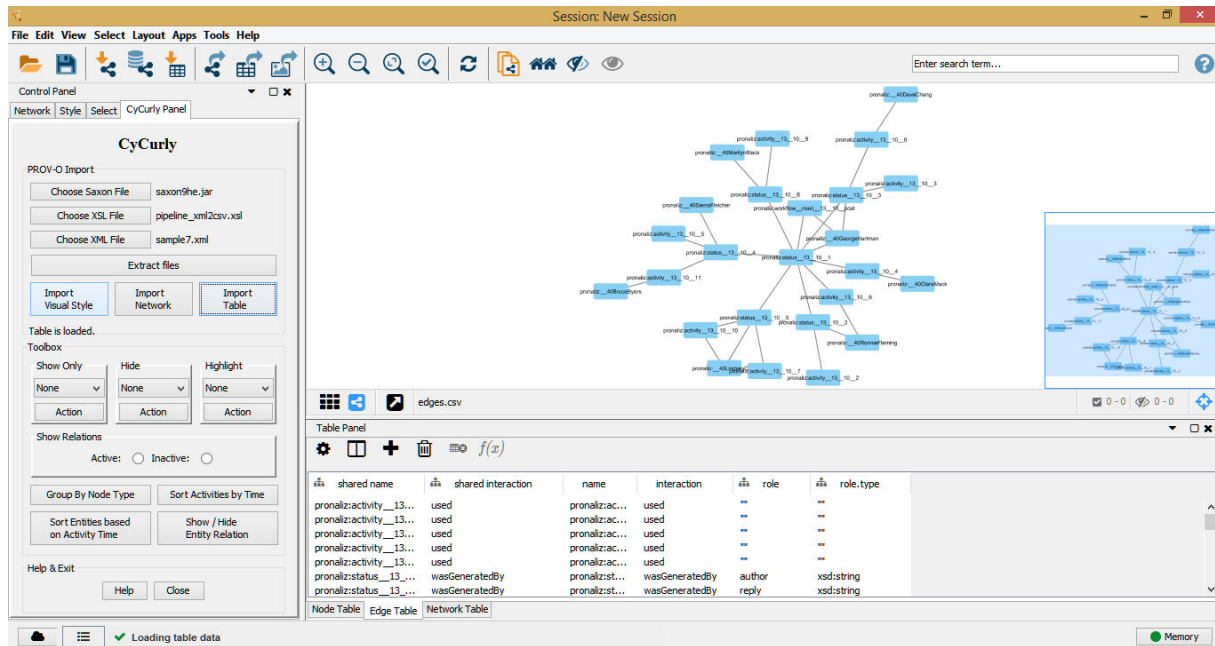 Session: New Session
File Edit View Select Layout Apps Tools Help
Enter search term...
Control Panel
Network Style Select CyCurly Panel
CyCurly
PROV-O Import
Choose Saxon File saxon9he.jar
Choose XSL File pipeline_xml2csv.xsl
Choose XML File sample7.xml
Extract files
Import Visual Style
Import Network
Import Table
Table is loaded.
Toolbox
Show Only Hide Highlight
None None None
Action Action Action
Show Relations
Active: Inactive:
Group By Node Type Sort Activities by Time
Sort Entities based on Activity Time
Show / Hide Entity Relation
Help & Exit
Help Close
pronaliz:__40DaveChang
pronaliz:activity__13__10__9
pronaliz:activity__13__10__8
pronaliz:__40MarilynBlack
pronaliz:activity__13__10__3
pronaliz:status__13__10__6
pronaliz:status__13__10__3
pronaliz:__40SierraFletcher
pronaliz:workflow__main__13__10__post
pronaliz:activity__13__10__5
pronaliz:__40GeorgeHartman
pronaliz:status__13__10__4
pronaliz:status__13__10__1
pronaliz:activity__13__10__11
pronaliz:activity__13__10__4
pronaliz:__40BruceByers
pronaliz:__40ClaraMack
pronaliz:activity__13__10__6
pronaliz:status__13__10__5
pronaliz:status__13__10__2
pronaliz:activity__13__10__10
pronaliz:__40RonnieFleming
pronaliz:activity__13__10__7
pronaliz:activity__13__10__2
edges.csv
0 - 0 0 - 0
Table Panel
f(x)
shared name shared interaction name interaction role role.type
pronaliz:activity__13... used pronaliz:ac... used "" ""
pronaliz:activity__13... used pronaliz:ac... used "" ""
pronaliz:activity__13... used pronaliz:ac... used "" ""
pronaliz:activity__13... used pronaliz:ac... used "" ""
pronaliz:activity__13... used pronaliz:ac... used "" ""
pronaliz:status__13_... wasGeneratedBy pronaliz:st... wasGeneratedBy author xsd:string
pronaliz:status__13_... wasGeneratedBy pronaliz:st... wasGeneratedBy reply xsd:string
Node Table Edge Table Network Table
Loading table data
Memory